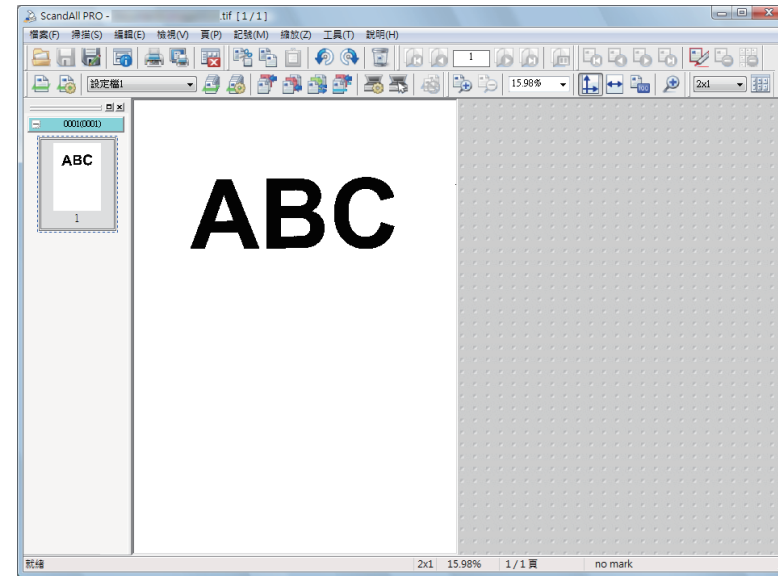 ScandAll PRO - .tif [1/1]
檔案(F) 掃描(S) 編輯(E) 檢視(V) 頁(P) 記號(M) 縮放(Z) 工具(T) 說明(H)
1
設定檔1 15.98% 100 2x1
0001(0001)
ABC
1
ABC
就緒 2x1 15.98% 1/1頁 no mark